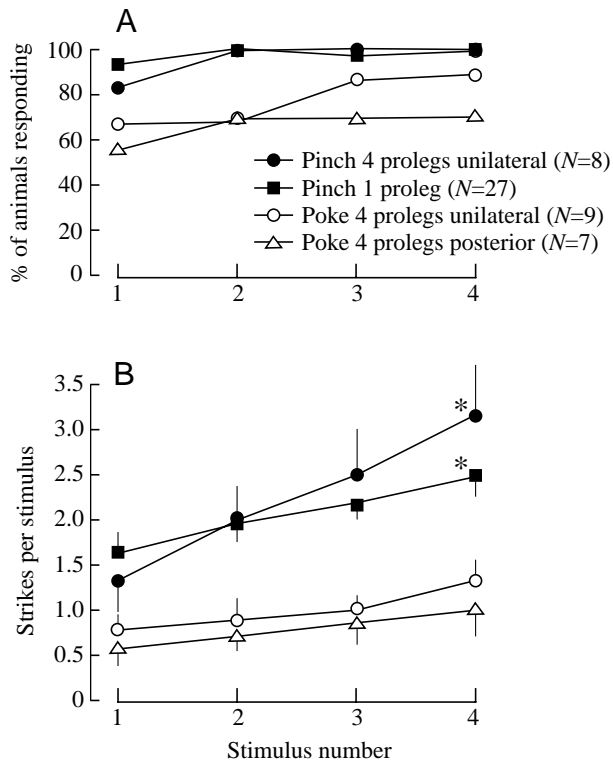 A
% of animals responding
100
80
60
40
20
0
Pinch 4 prolegs unilateral (N=8)
Pinch 1 proleg (N=27)
Poke 4 prolegs unilateral (N=9)
Poke 4 prolegs posterior (N=7)
1 2 3 4
B
Strikes per stimulus
3.5
3.0
2.5
2.0
1.5
1.0
0.5
0
*
*
1 2 3 4
Stimulus number